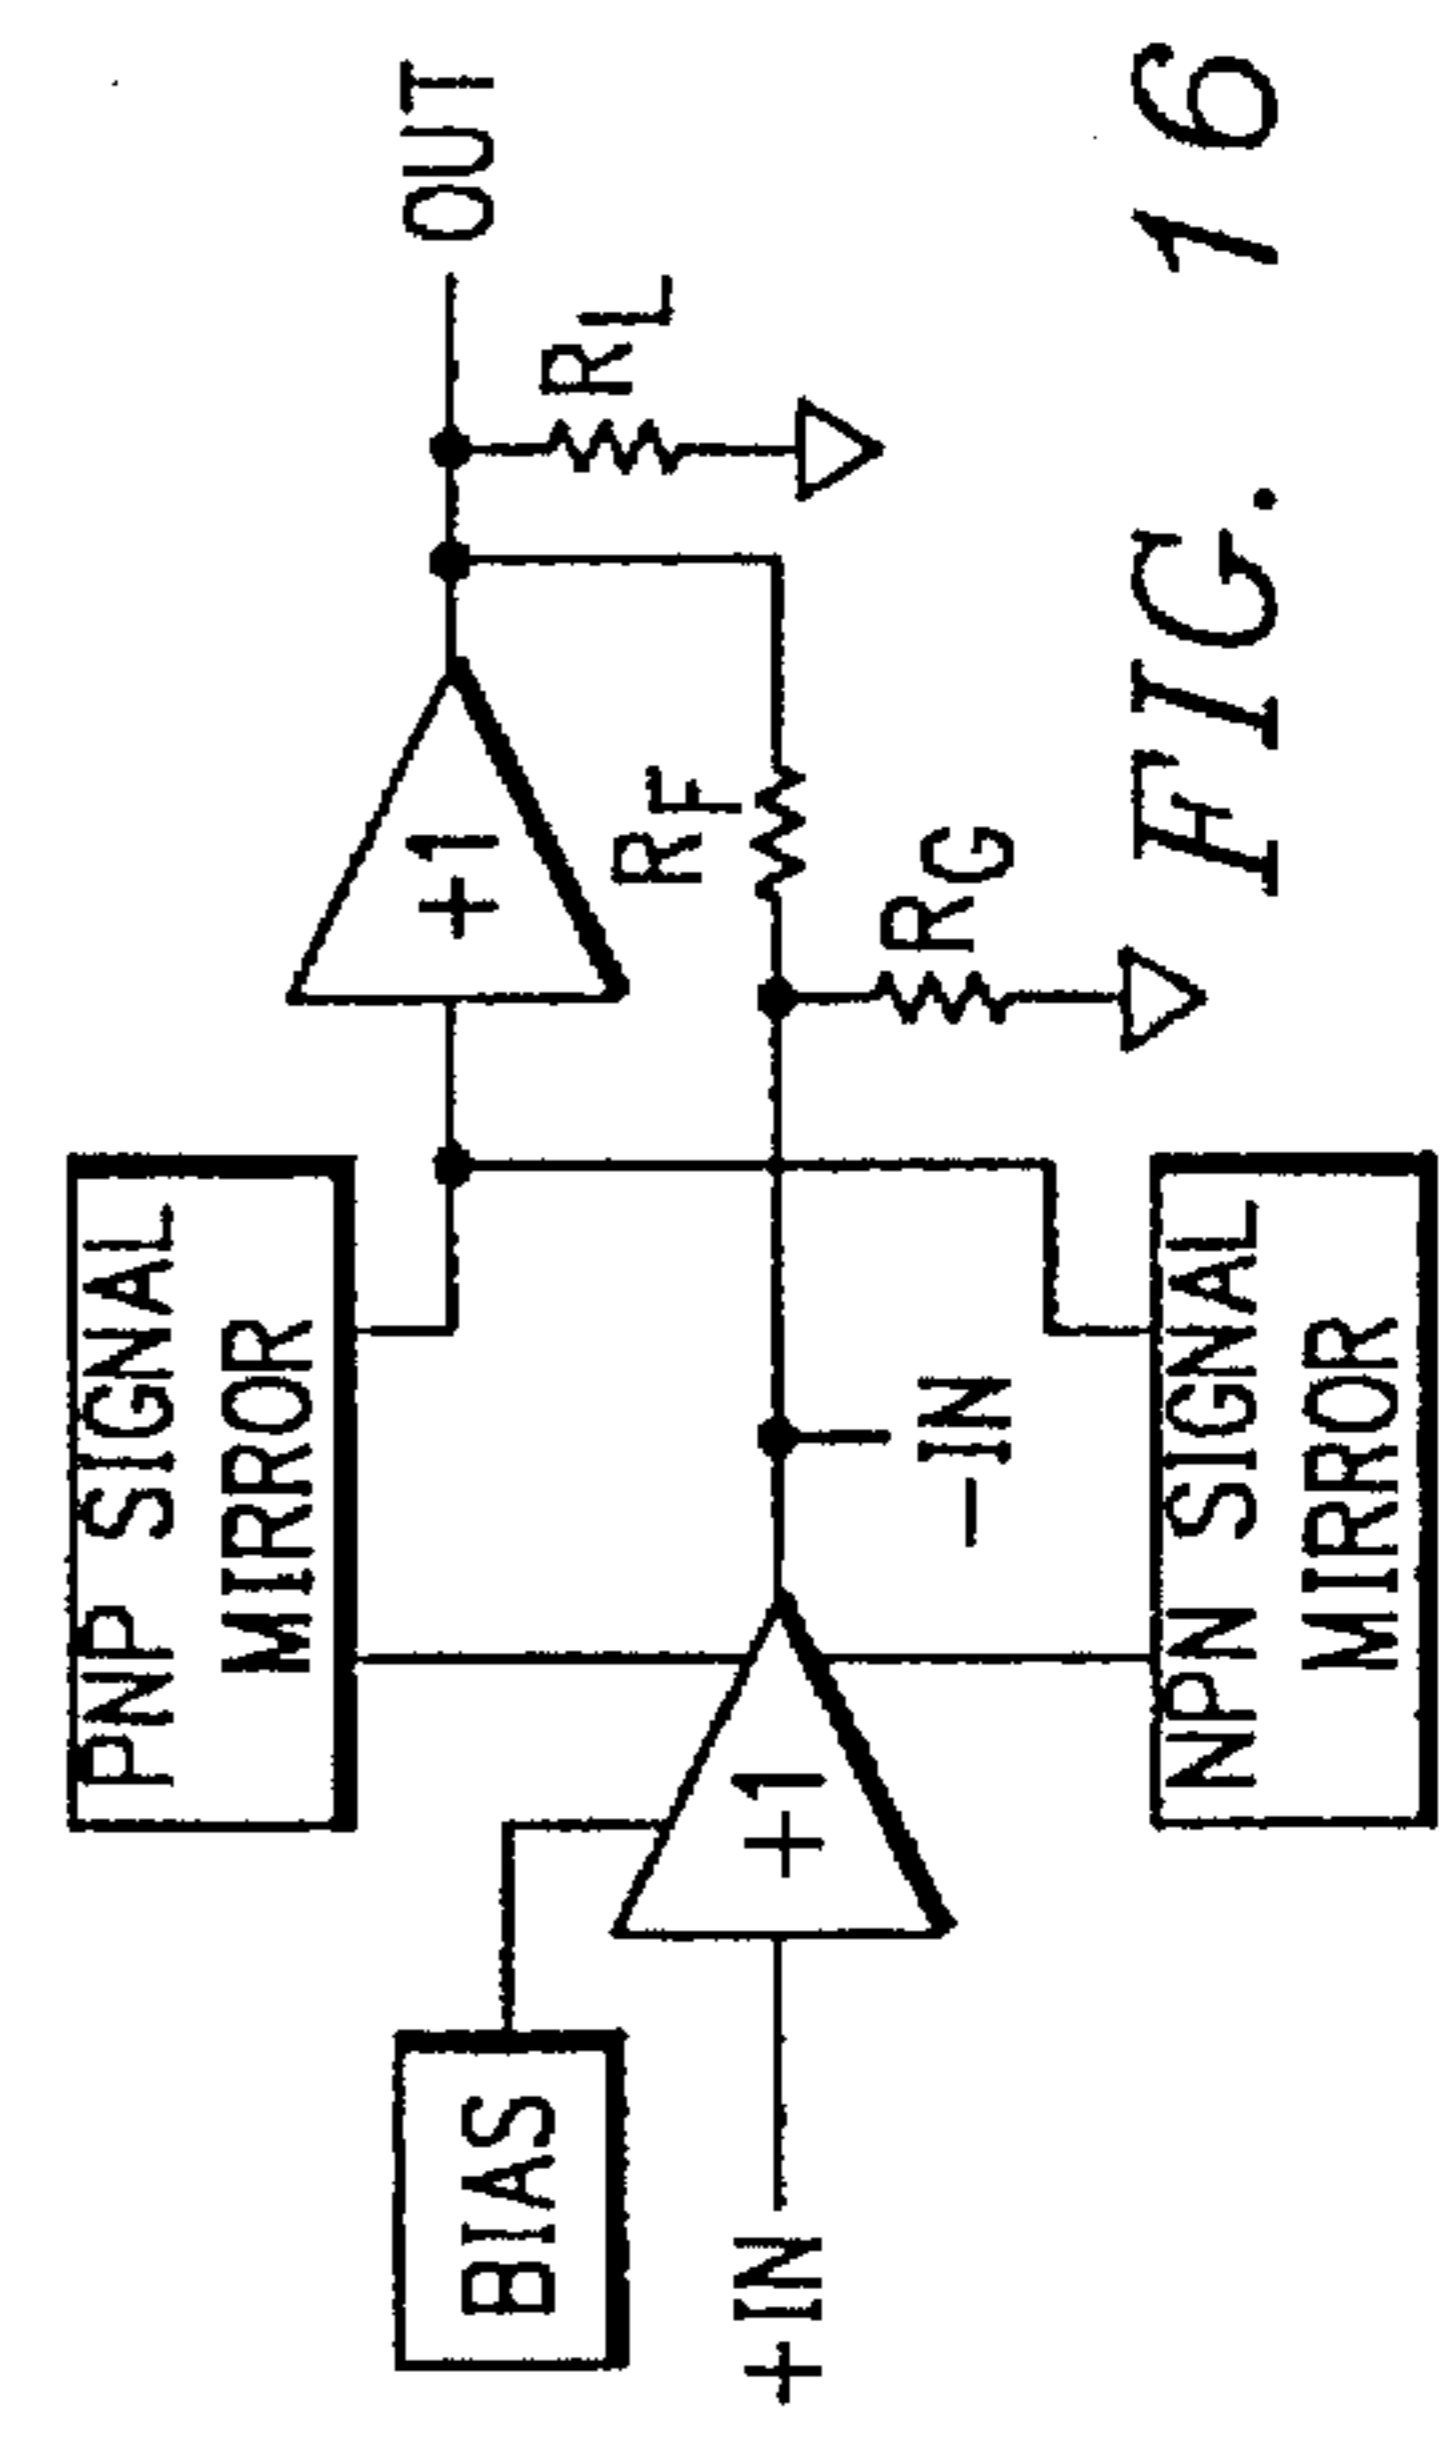 PNP SIGNAL
MIRROR
BIAS
+1
OUT
RL
+IN
+1
-IN
RF
RG
NPN SIGNAL
MIRROR
FIG. 16